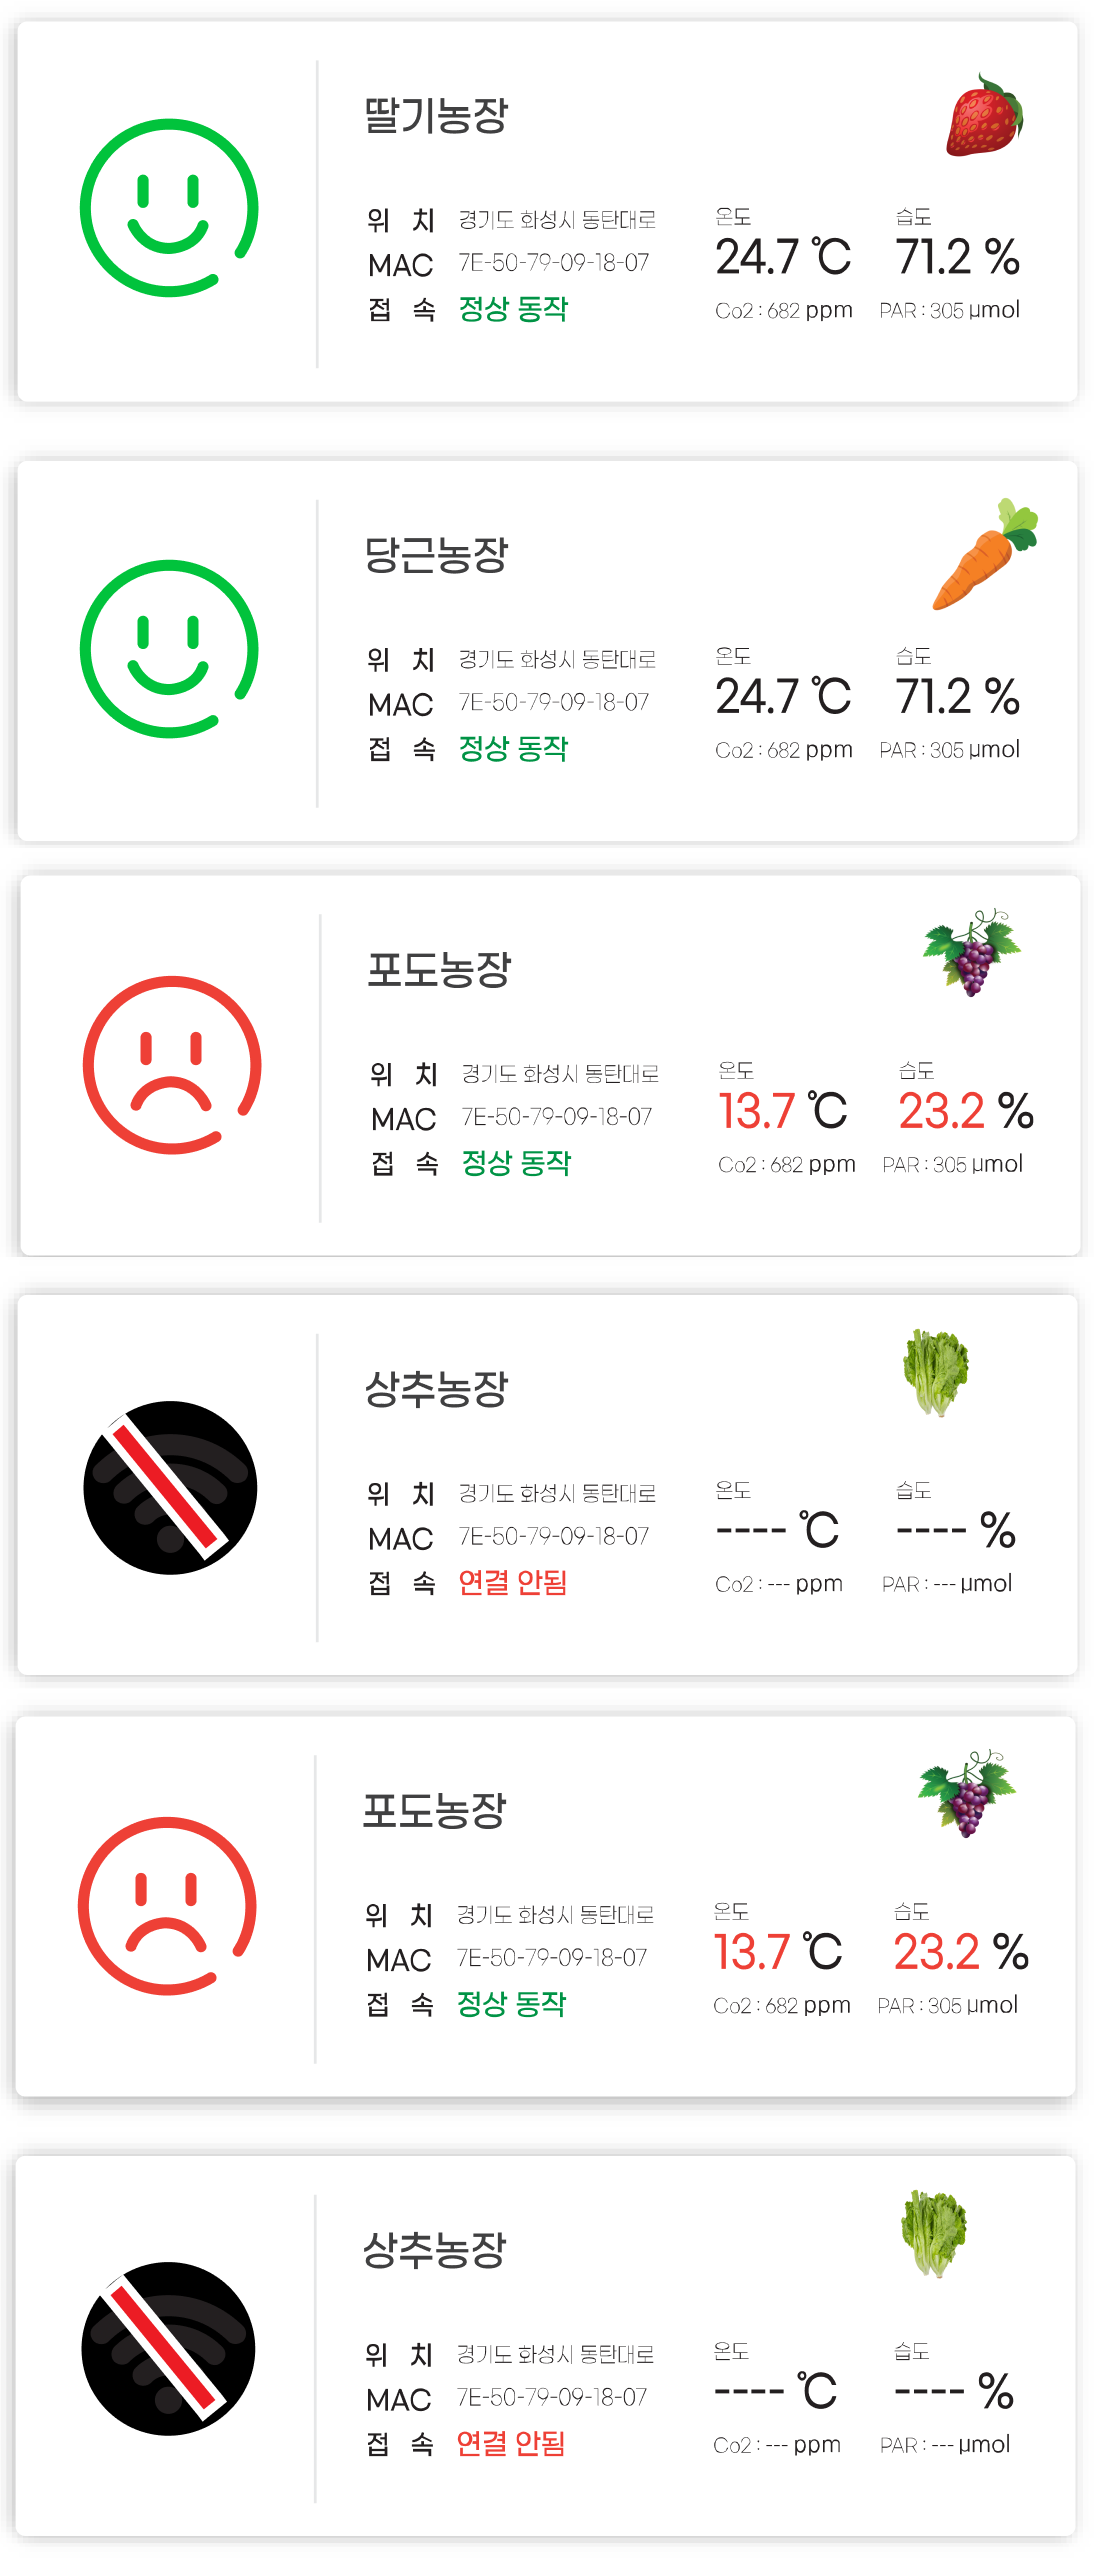 딸기농장
위 치 경기도 화성시 동탄대로
MAC 7E-50-79-09-18-07
접 속 정상 동작
온도 습도
24.7 ℃ 71.2 %
Co2 : 682 ppm PAR : 305 μmol
당근농장
위 치 경기도 화성시 동탄대로
MAC 7E-50-79-09-18-07
접 속 정상 동작
온도 습도
24.7 ℃ 71.2 %
Co2 : 682 ppm PAR : 305 μmol
포도농장
위 치 경기도 화성시 동탄대로
MAC 7E-50-79-09-18-07
접 속 정상 동작
온도 습도
13.7 ℃ 23.2 %
Co2 : 682 ppm PAR : 305 μmol
상추농장
위 치 경기도 화성시 동탄대로
MAC 7E-50-79-09-18-07
접 속 연결 안됨
온도 습도
---- ℃ ---- %
Co2 : --- ppm PAR : --- μmol
포도농장
위 치 경기도 화성시 동탄대로
MAC 7E-50-79-09-18-07
접 속 정상 동작
온도 습도
13.7 ℃ 23.2 %
Co2 : 682 ppm PAR : 305 μmol
상추농장
위 치 경기도 화성시 동탄대로
MAC 7E-50-79-09-18-07
접 속 연결 안됨
온도 습도
---- ℃ ---- %
Co2 : --- ppm PAR : --- μmol